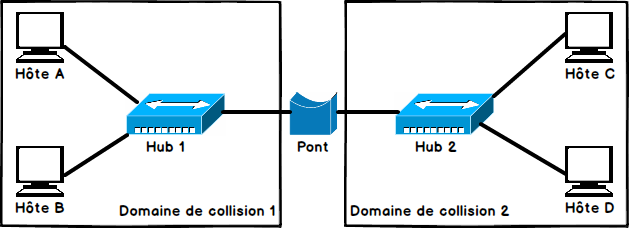 Hôte A
Hôte C
Hub 1
Pont
Hub 2
Hôte B
Domaine de collision 1
Domaine de collision 2
Hôte D